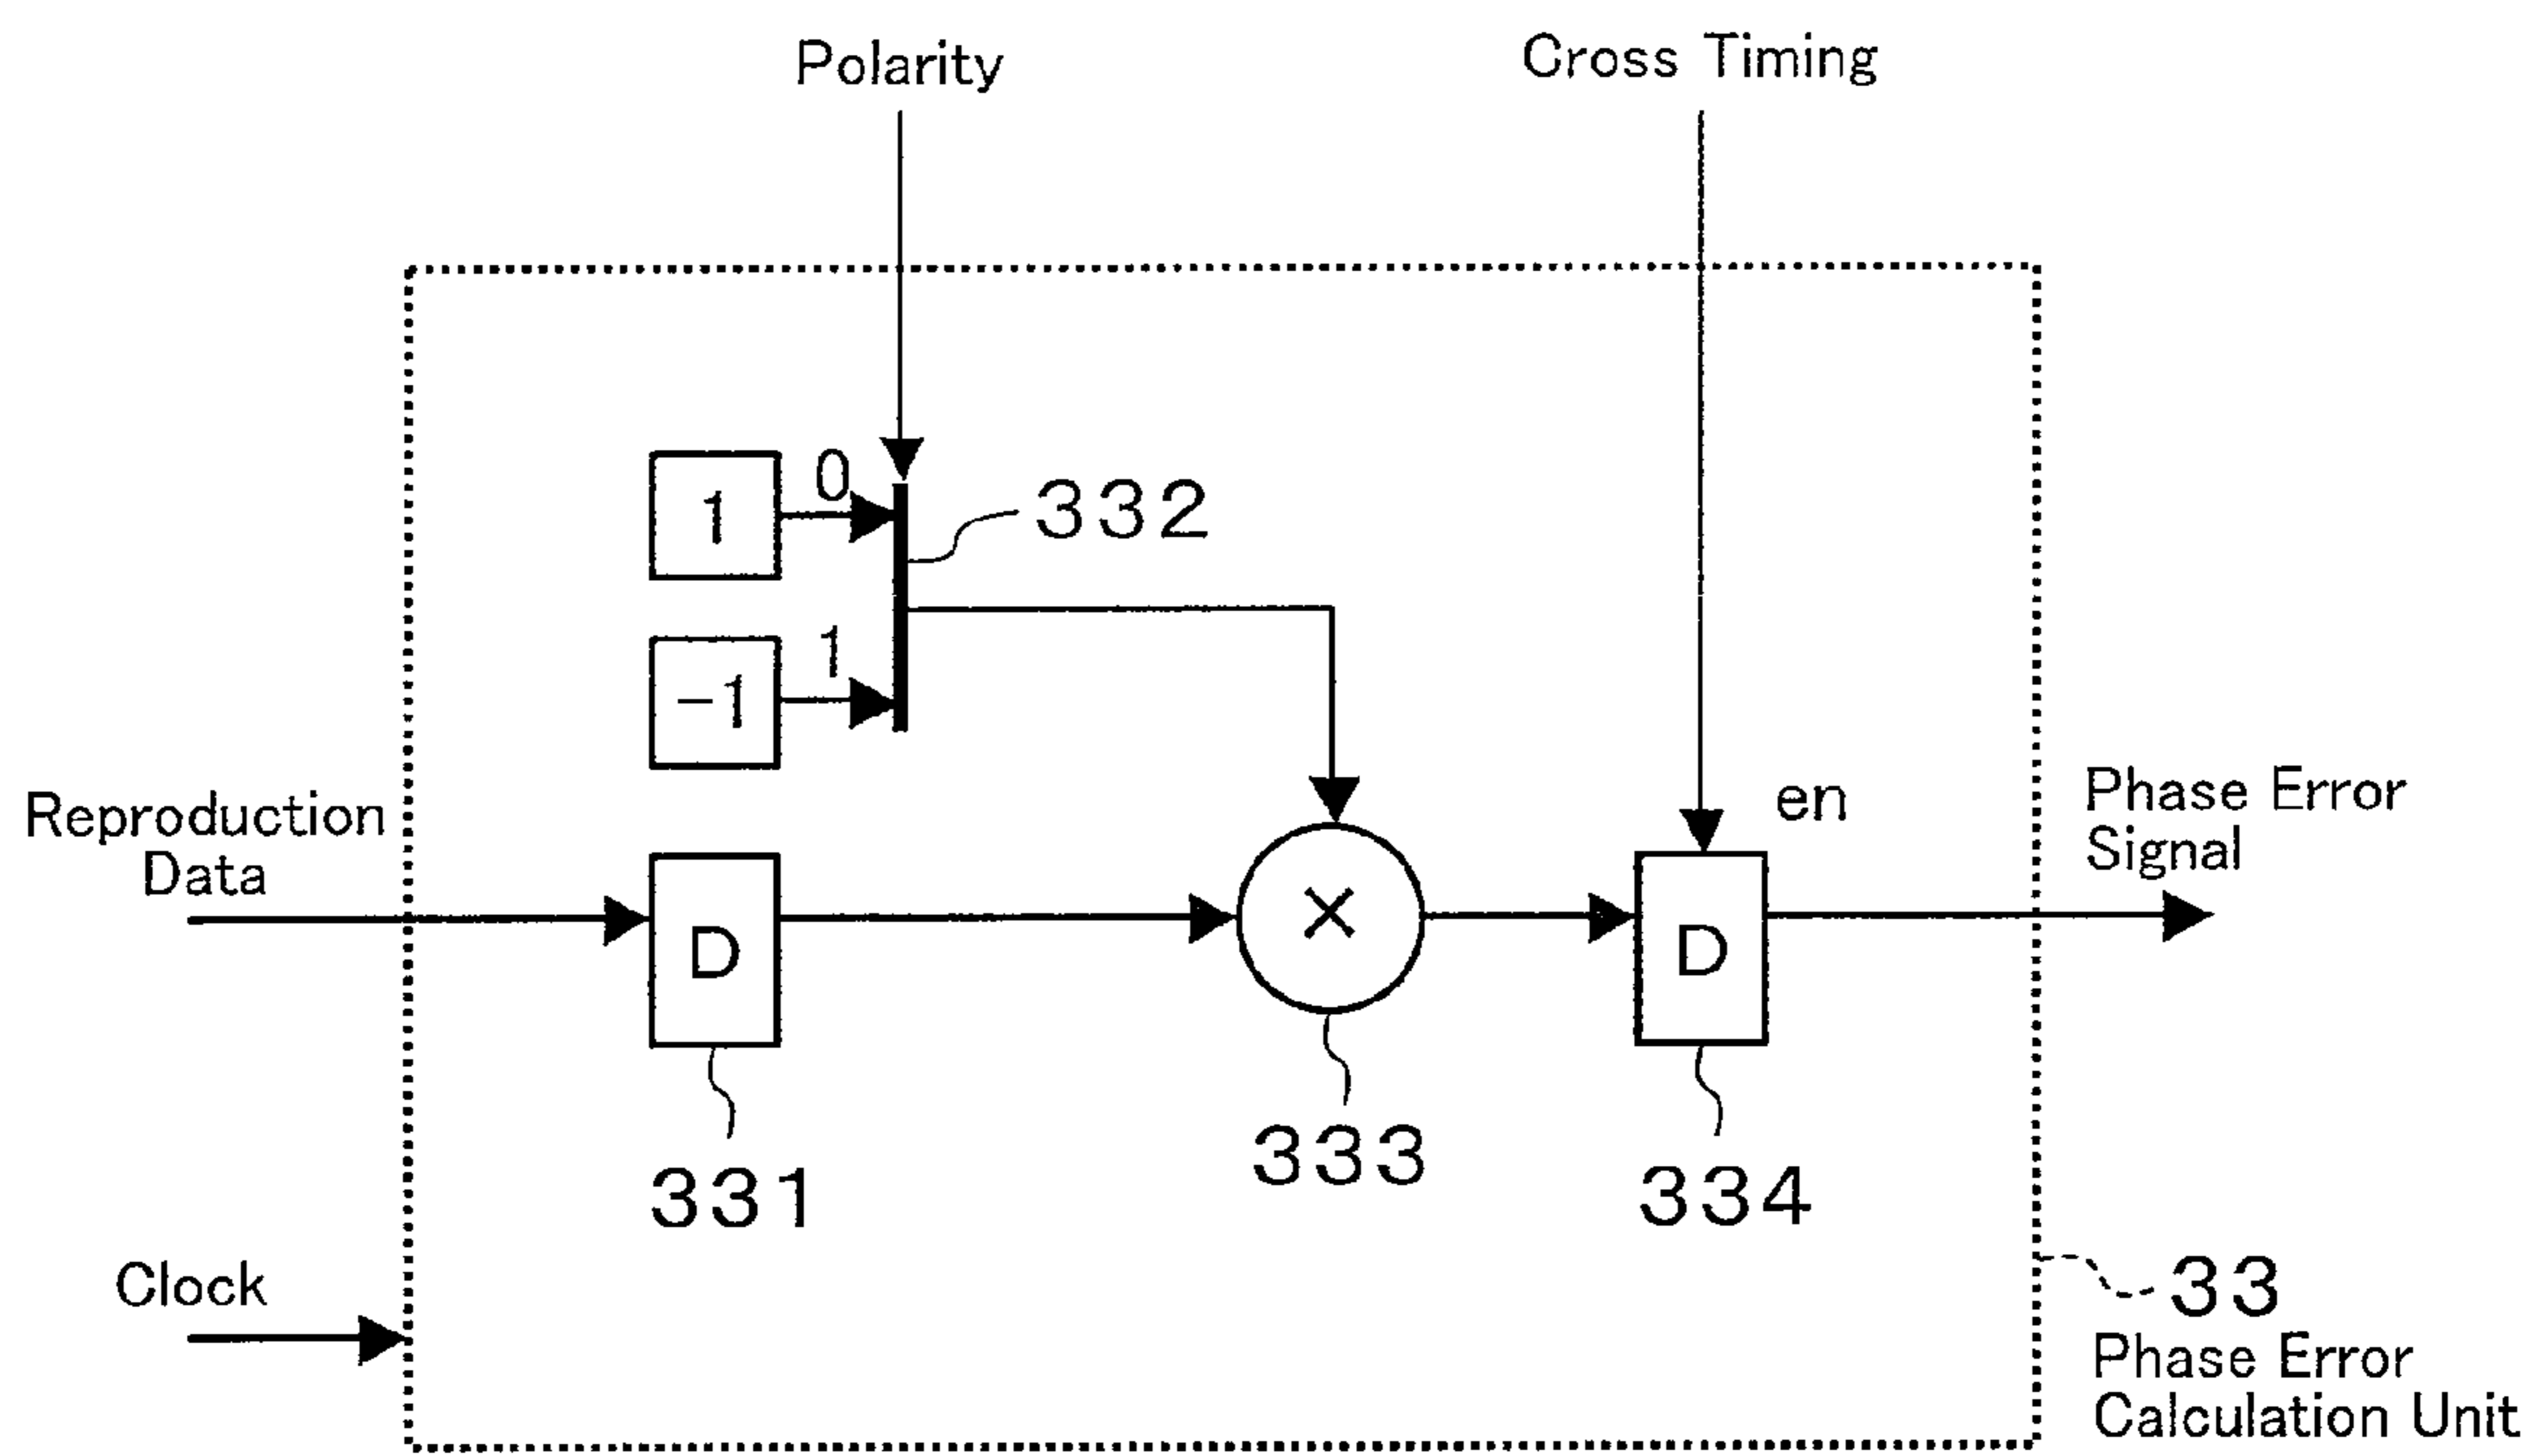 Polarity
Cross Timing
1
0
332
-1
1
Reproduction
Data
en
Phase Error
Signal
D
×
D
331
333
334
Clock
33
Phase Error
Calculation Unit